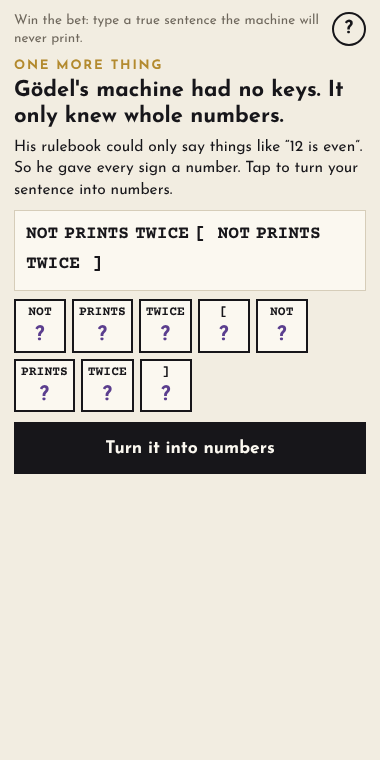 Win the bet: type a true sentence the machine will
never print.
?
ONE MORE THING
Gödel's machine had no keys. It
only knew whole numbers.
His rulebook could only say things like “12 is even”.
So he gave every sign a number. Tap to turn your
sentence into numbers.
NOT PRINTS TWICE [ NOT PRINTS
TWICE ]
NOT PRINTS TWICE [ NOT
? ? ? ? ?
PRINTS TWICE ]
? ? ?
Turn it into numbers